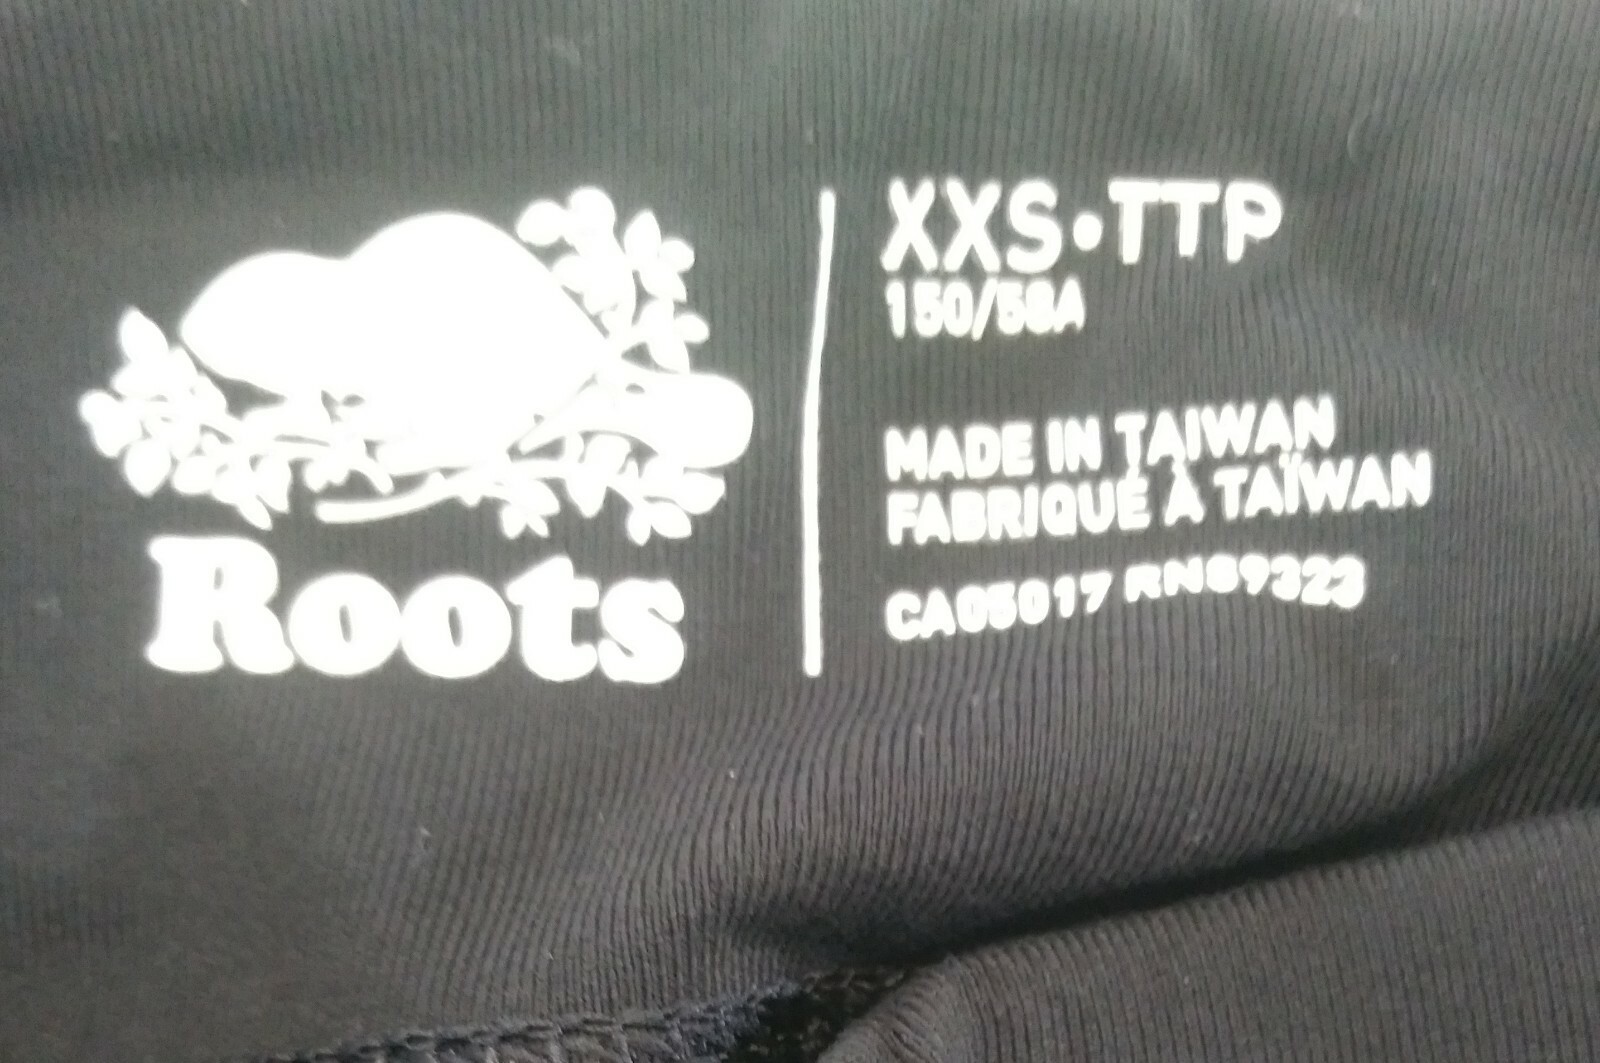 Roots
XXS•TTP
150/58A
MADE IN TAIWAN
FABRIQUÉ À TAÏWAN
CA05017 RN89323